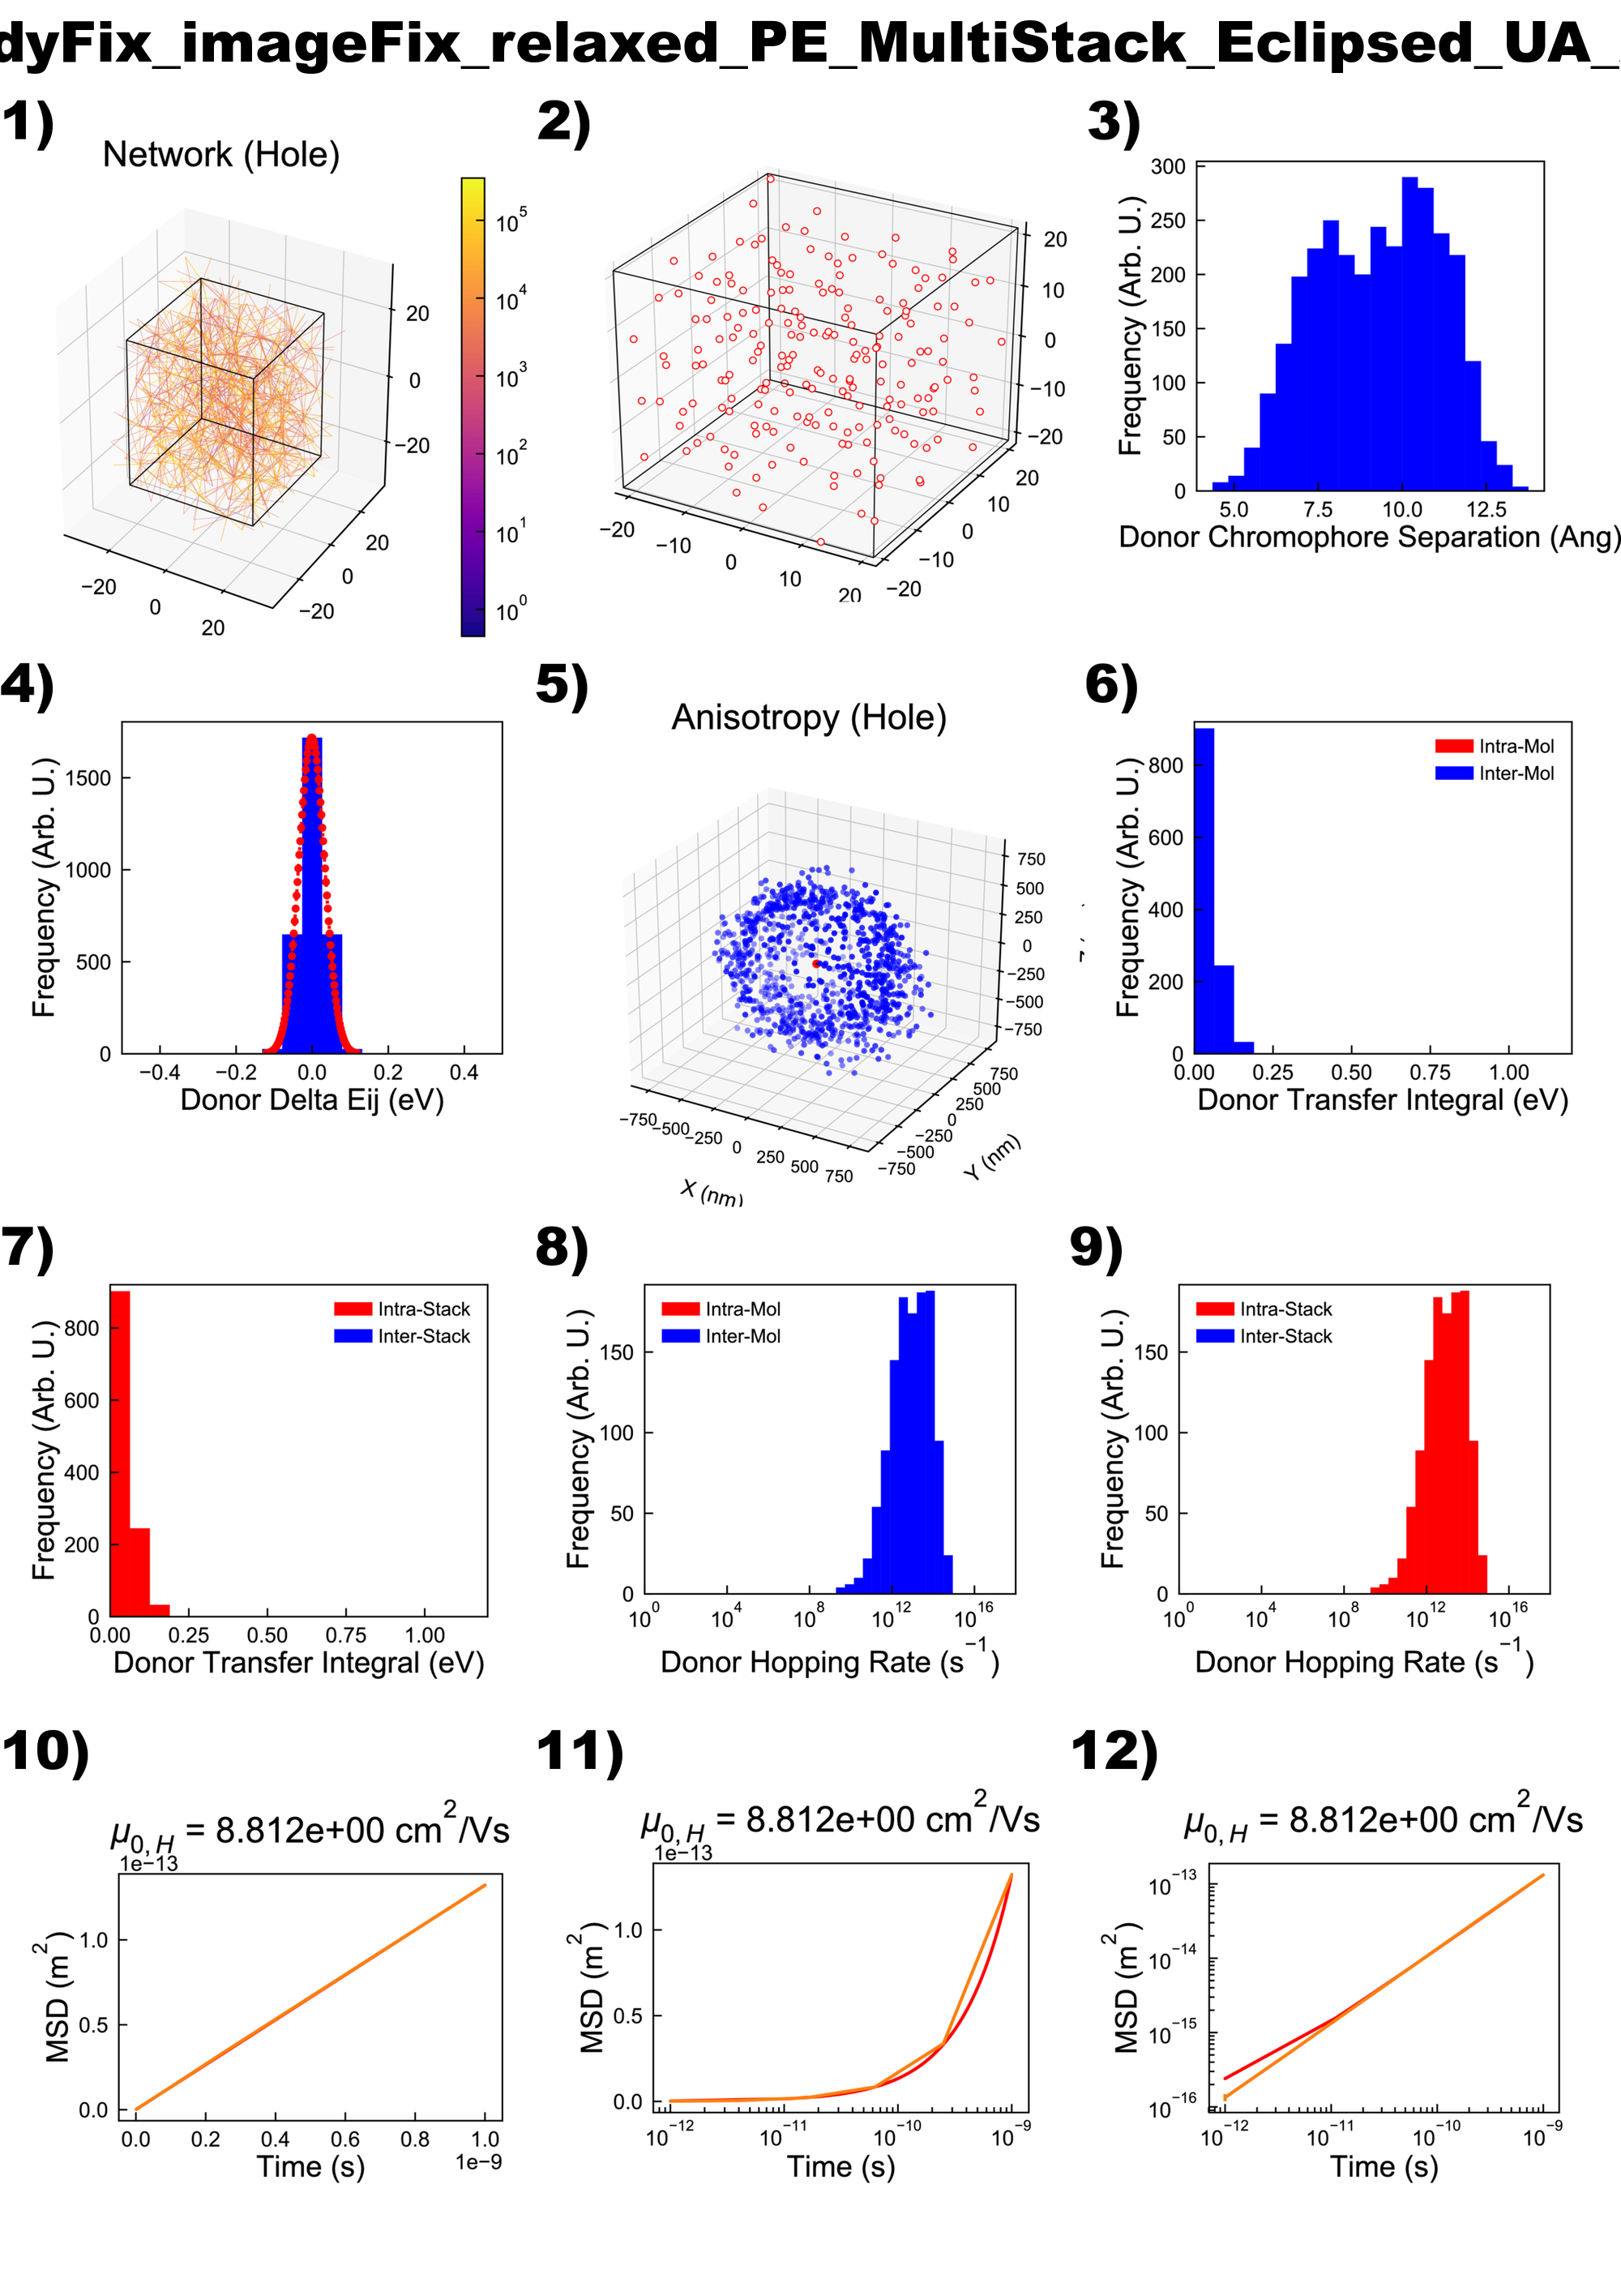 dyFix_imageFix_relaxed_PE_MultiStack_Eclipsed_UA_
1) 2) 3)
Network (Hole)
10^5
10^4
10^3
10^2
10^1
10^0
20
0
−20
20
0
−20
−20
0
20
20
10
0
−10
−20
20
10
0
−10
−20
−20
−10
0
10
20
Frequency (Arb. U.)
300
250
200
150
100
50
0
5.0 7.5 10.0 12.5
Donor Chromophore Separation (Ang)
4) 5) 6)
Frequency (Arb. U.)
1500
1000
500
0
−0.4 −0.2 0.0 0.2 0.4
Donor Delta Eij (eV)
Anisotropy (Hole)
750
500
250
0
−250
−500
−750
750
500
250
0
−250
−500
−750
Y (nm)
−750 −500 −250 0 250 500 750
X (nm)
Intra-Mol
Inter-Mol
Frequency (Arb. U.)
800
600
400
200
0
0.00 0.25 0.50 0.75 1.00
Donor Transfer Integral (eV)
7) 8) 9)
Intra-Stack
Inter-Stack
Frequency (Arb. U.)
800
600
400
200
0
0.00 0.25 0.50 0.75 1.00
Donor Transfer Integral (eV)
Intra-Mol
Inter-Mol
Frequency (Arb. U.)
150
100
50
0
10^0 10^4 10^8 10^12 10^16
Donor Hopping Rate (s^−1)
Intra-Stack
Inter-Stack
Frequency (Arb. U.)
150
100
50
0
10^0 10^4 10^8 10^12 10^16
Donor Hopping Rate (s^−1)
10) 11) 12)
μ0, H = 8.812e+00 cm^2/Vs
1e−13
MSD (m^2)
1.0
0.5
0.0
0.0 0.2 0.4 0.6 0.8 1.0
Time (s)
1e−9
μ0, H = 8.812e+00 cm^2/Vs
1e−13
MSD (m^2)
1.0
0.5
0.0
10^−12 10^−11 10^−10 10^−9
Time (s)
μ0, H = 8.812e+00 cm^2/Vs
MSD (m^2)
10^−13
10^−14
10^−15
10^−16
10^−12 10^−11 10^−10 10^−9
Time (s)